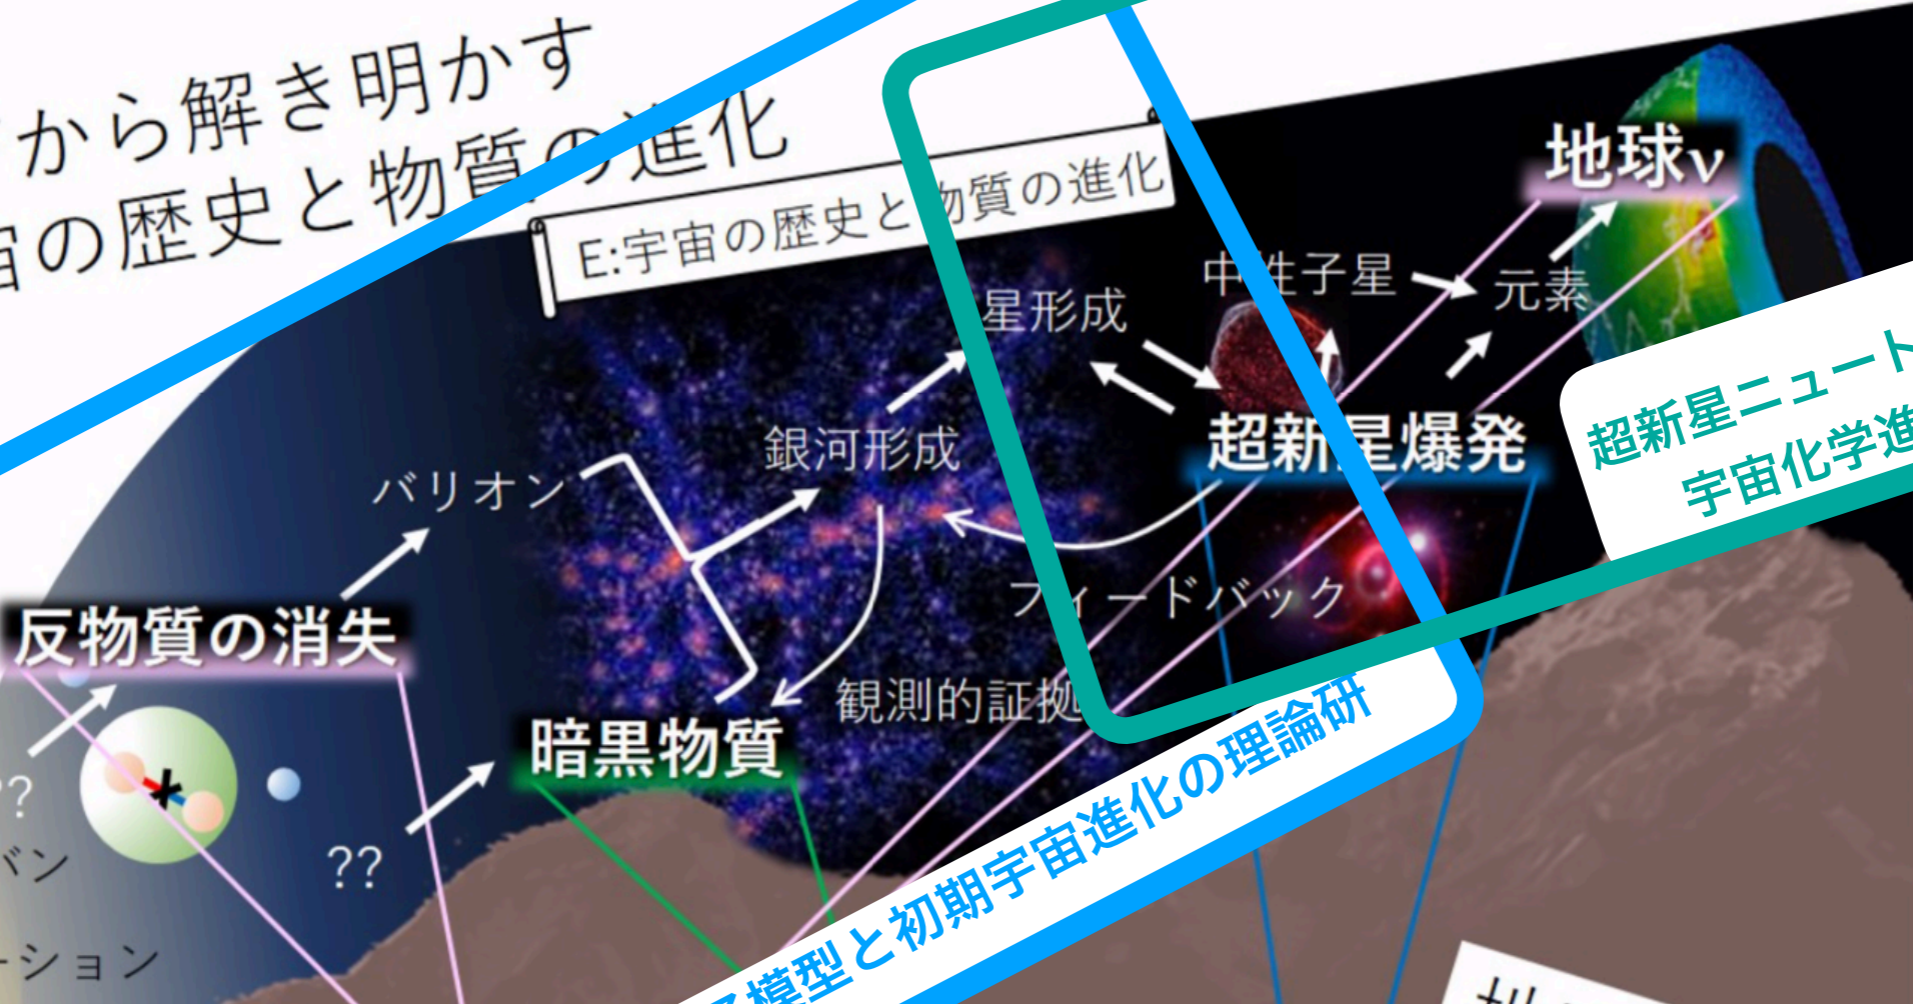 から解き明かす
宙の歴史と物質の進化
E:宇宙の歴史と物質の進化
地球ν
中性子星
元素
星形成
超新星爆発
銀河形成
バリオン
フィードバック
反物質の消失
観測的証拠
暗黒物質
??
??
バン
ーション
超新星ニュート
宇宙化学進
模型と初期宇宙進化の理論研